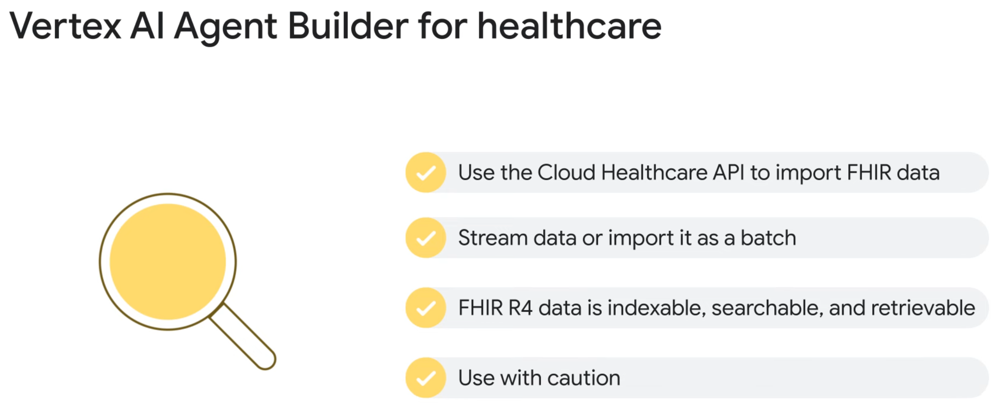 Vertex AI Agent Builder for healthcare
Use the Cloud Healthcare API to import FHIR data
Stream data or import it as a batch
FHIR R4 data is indexable, searchable, and retrievable
Use with caution